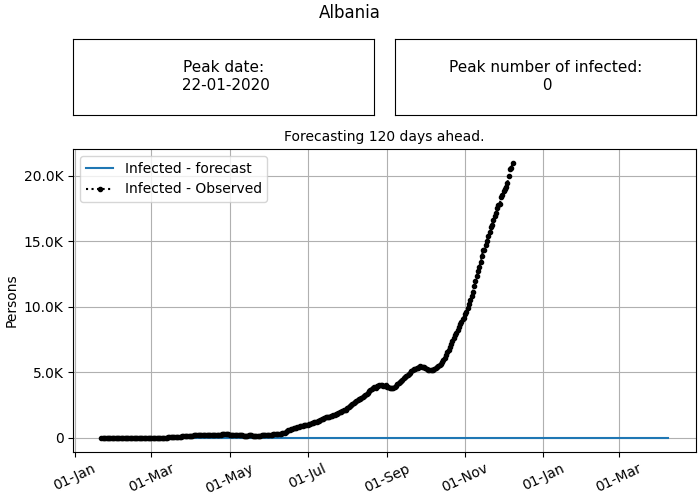 Albania
Peak date:
22-01-2020
Peak number of infected:
0
Forecasting 120 days ahead.
Infected - forecast
Infected - Observed
Persons
20.0K
15.0K
10.0K
5.0K
0
01-Jan
01-Mar
01-May
01-Jul
01-Sep
01-Nov
01-Jan
01-Mar